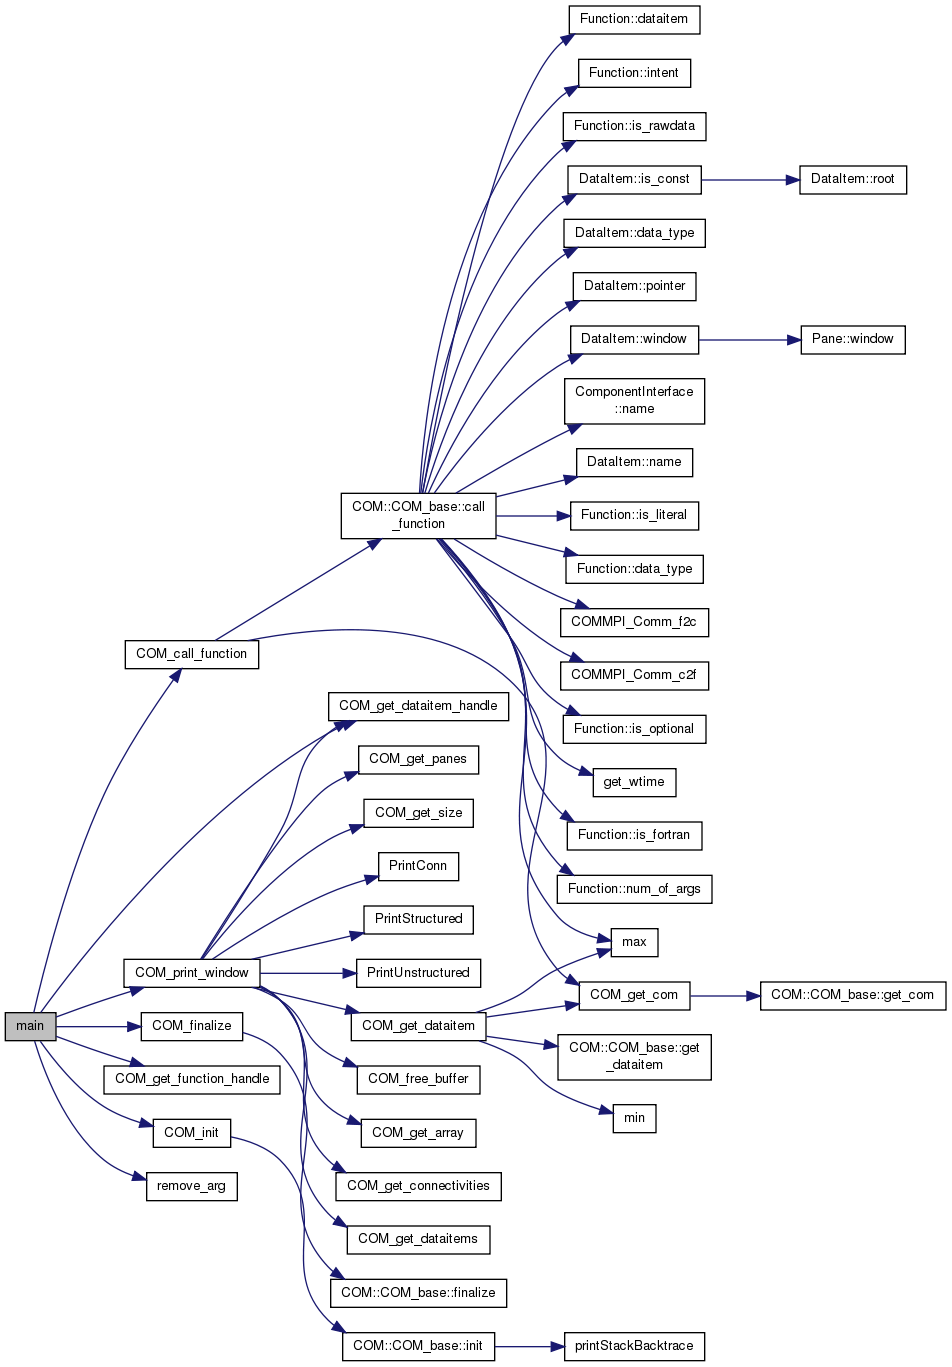 Function::dataitem
Function::intent
Function::is_rawdata
DataItem::is_const
DataItem::root
DataItem::data_type
DataItem::pointer
DataItem::window
Pane::window
ComponentInterface
::name
DataItem::name
COM::COM_base::call
_function
Function::is_literal
Function::data_type
COMMPI_Comm_f2c
COM_call_function
COMMPI_Comm_c2f
COM_get_dataitem_handle
Function::is_optional
COM_get_panes
get_wtime
COM_get_size
Function::is_fortran
PrintConn
Function::num_of_args
PrintStructured
max
COM_print_window
PrintUnstructured
COM_get_com
COM::COM_base::get_com
main
COM_finalize
COM_get_dataitem
COM::COM_base::get
_dataitem
COM_get_function_handle
COM_free_buffer
min
COM_init
COM_get_array
remove_arg
COM_get_connectivities
COM_get_dataitems
COM::COM_base::finalize
COM::COM_base::init
printStackBacktrace